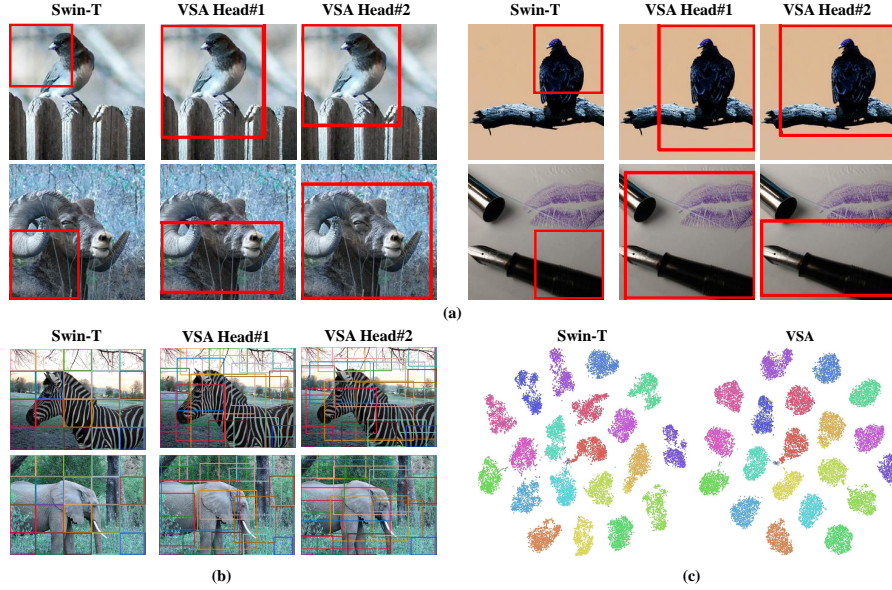 Swin-T VSA Head#1 VSA Head#2 Swin-T VSA Head#1 VSA Head#2
(a)
Swin-T VSA Head#1 VSA Head#2 Swin-T VSA
(b) (c)